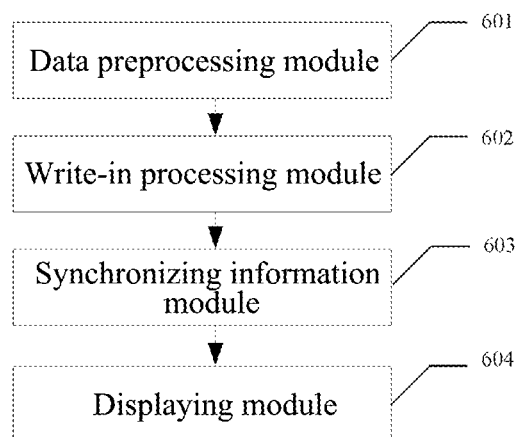 601
Data preprocessing module
602
Write-in processing module
603
Synchronizing information
module
604
Displaying module